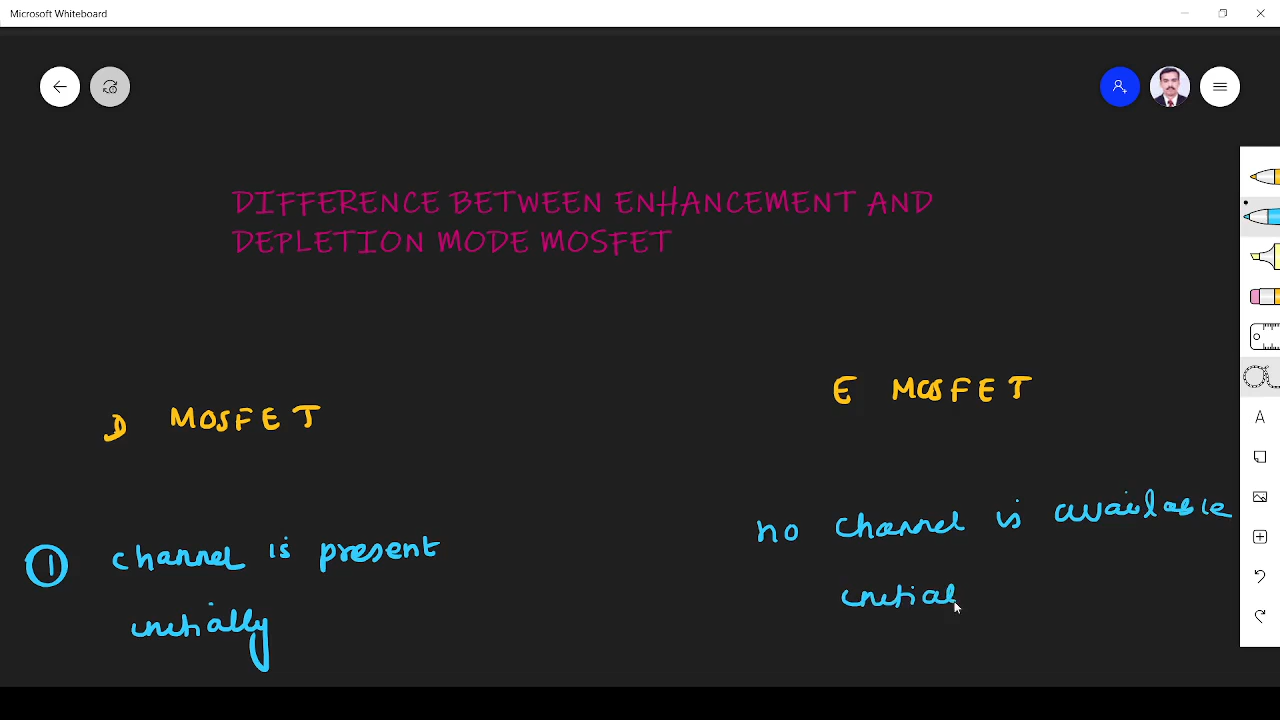 Microsoft Whiteboard
DIFFERENCE BETWEEN ENHANCEMENT AND
DEPLETION MODE MOSFET
D MOSFET
E MOSFET
① channel is present
initially
no channel is available
initial
A